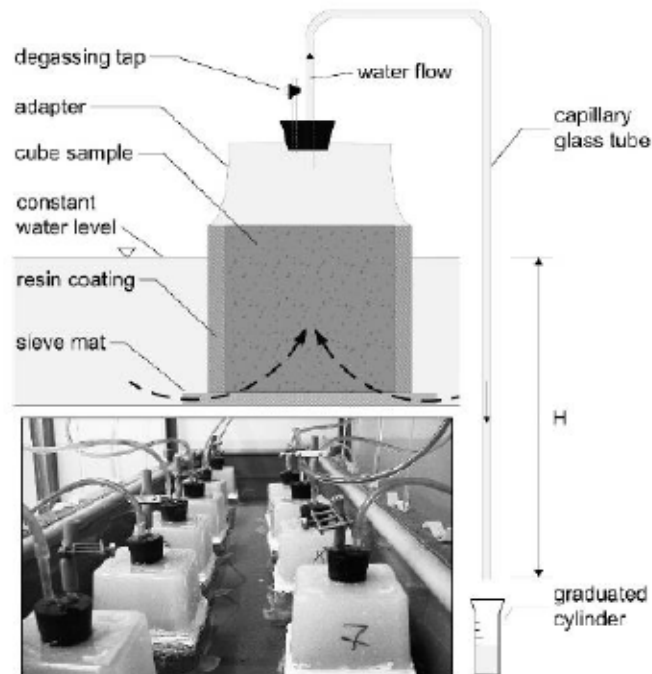 degassing tap
water flow
adapter
capillary
glass tube
cube sample
constant
water level
resin coating
sieve mat
H
graduated
cylinder
7